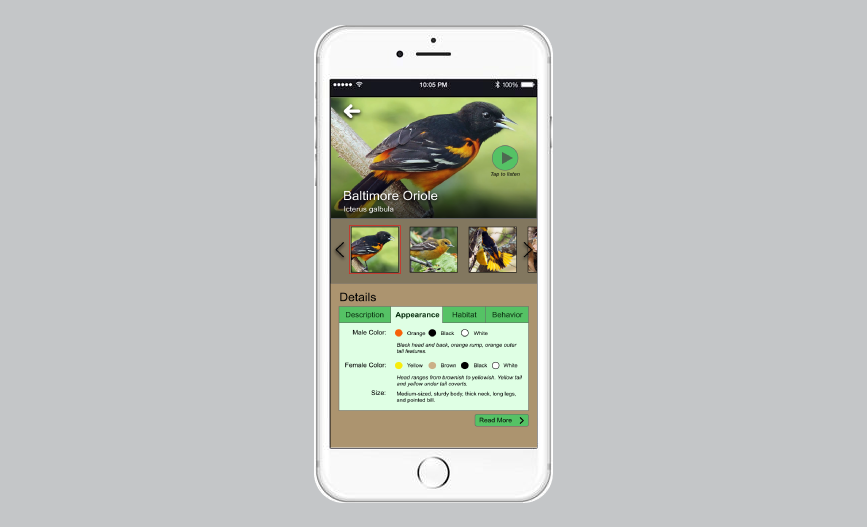 10:05 PM
100%
Tap to listen
Baltimore Oriole
Icterus galbula
Details
Description Appearance Habitat Behavior
Male Color: Orange Black White
Black head and back, orange rump, orange outer
tail features.
Female Color: Yellow Brown Black White
Head ranges from brownish to yellowish. Yellow tail
and yellow under tail coverts.
Size: Medium-sized, sturdy body, thick neck, long legs,
and pointed bill.
Read More